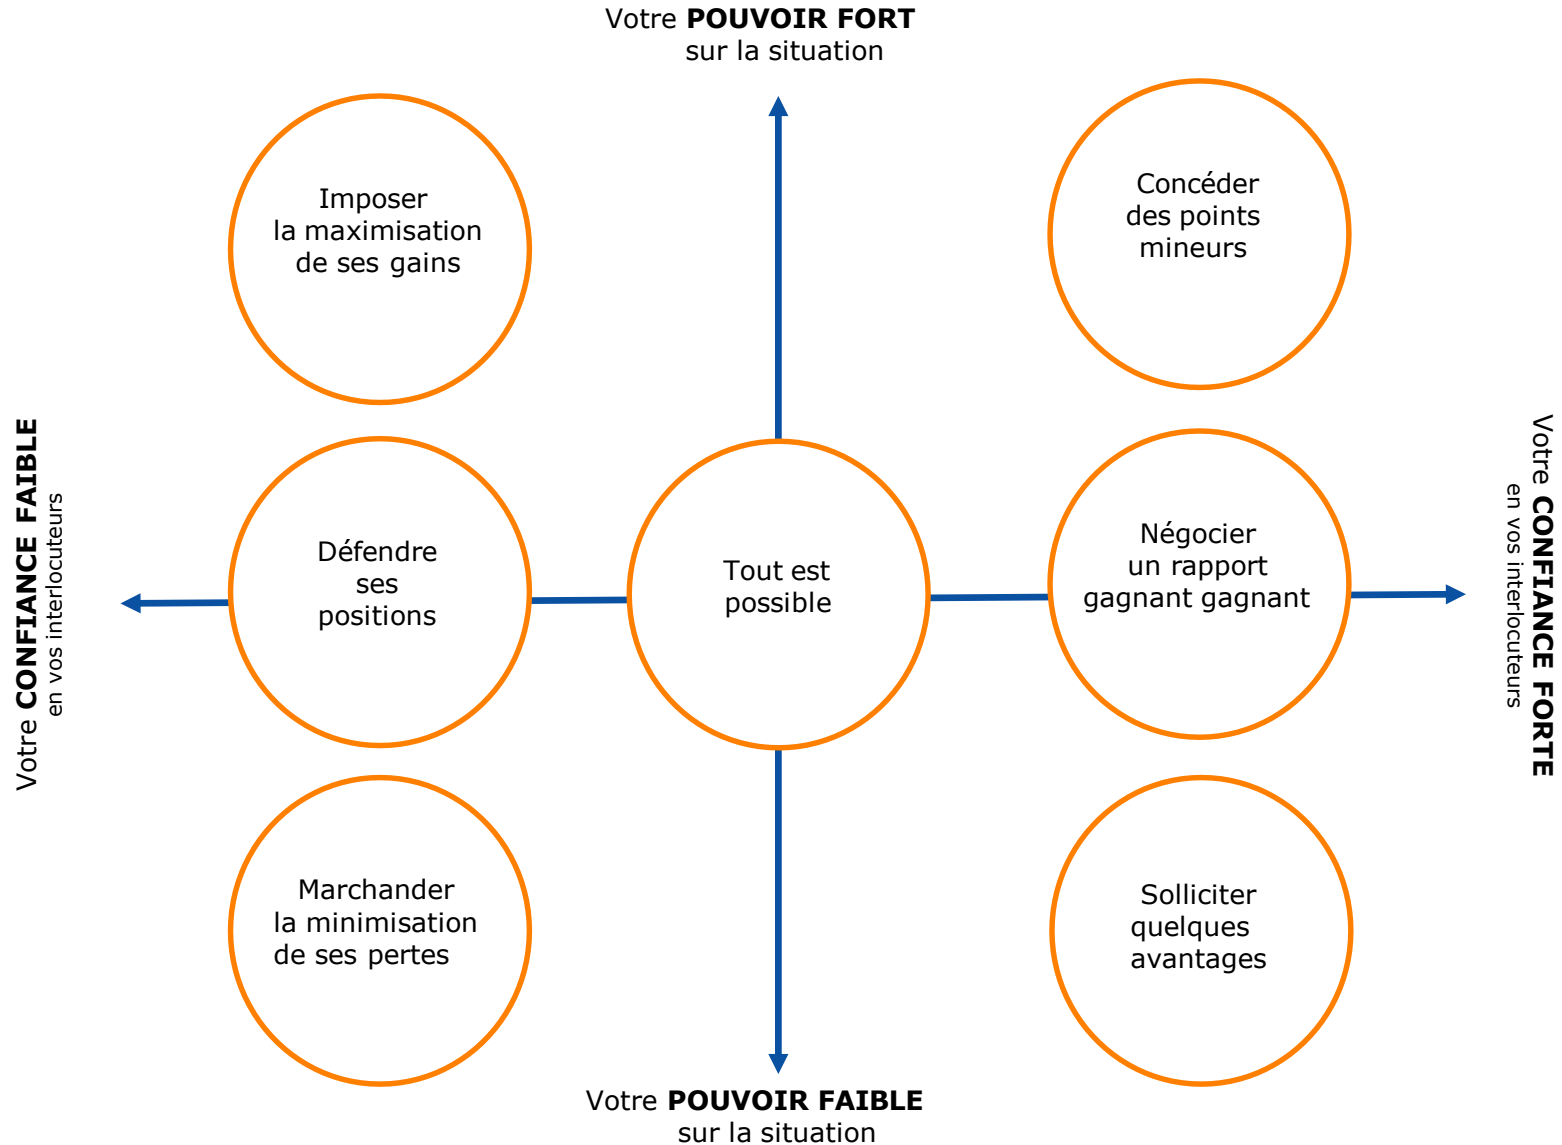 Votre POUVOIR FORT
sur la situation
Imposer
la maximisation
de ses gains
Concéder
des points
mineurs
Votre CONFIANCE FAIBLE
en vos interlocuteurs
Défendre
ses
positions
Tout est
possible
Négocier
un rapport
gagnant gagnant
Votre CONFIANCE FORTE
en vos interlocuteurs
Marchander
la minimisation
de ses pertes
Solliciter
quelques
avantages
Votre POUVOIR FAIBLE
sur la situation